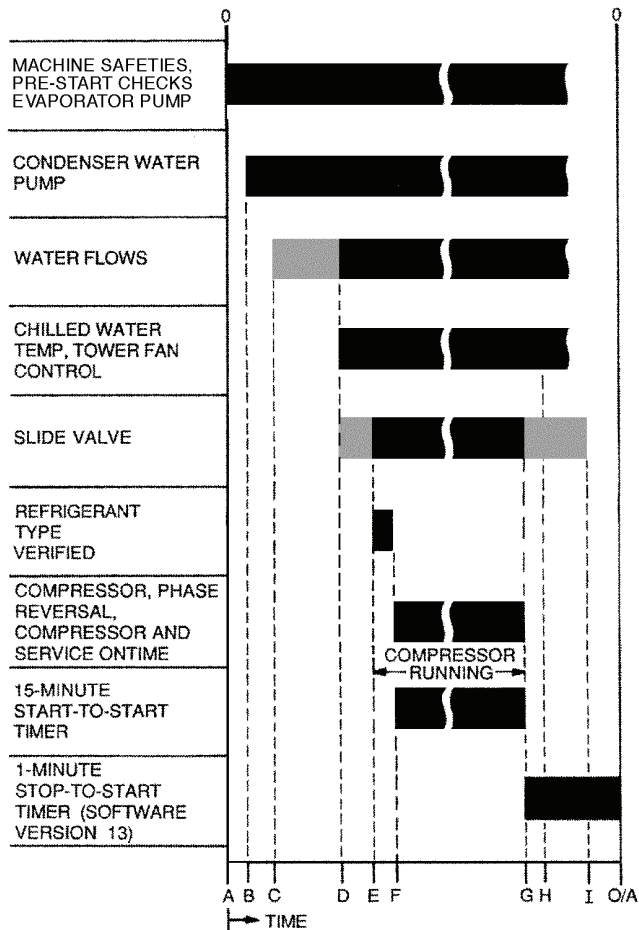 0 0
MACHINE SAFETIES,
PRE-START CHECKS
EVAPORATOR PUMP
CONDENSER WATER
PUMP
WATER FLOWS
CHILLED WATER
TEMP, TOWER FAN
CONTROL
SLIDE VALVE
REFRIGERANT
TYPE
VERIFIED
COMPRESSOR, PHASE
REVERSAL,
COMPRESSOR AND
SERVICE ONTIME
COMPRESSOR
RUNNING
15-MINUTE
START-TO-START
TIMER
1-MINUTE
STOP-TO-START
TIMER (SOFTWARE
VERSION 13)
A B C D E F G H I O/A
TIME